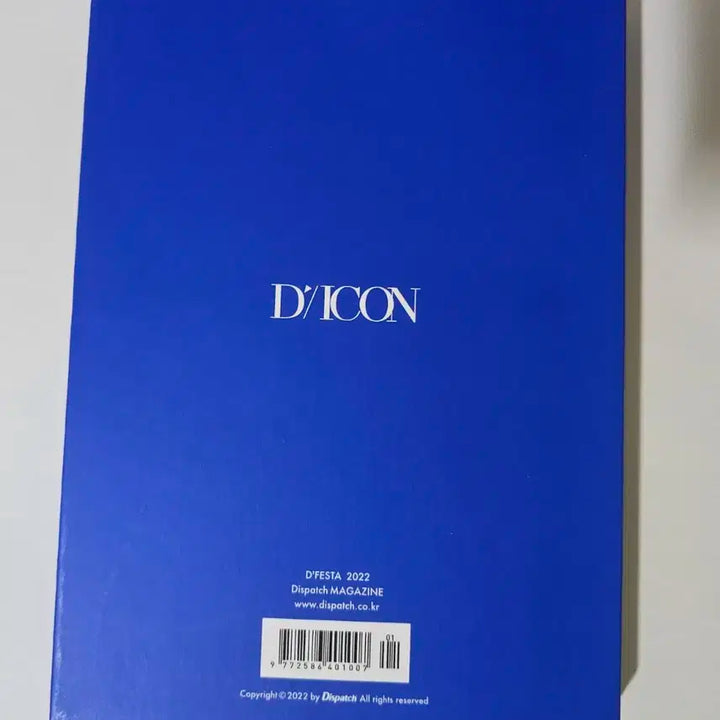 D'/ICON
D'FESTA 2022
Dispatch MAGAZINE
www.dispatch.co.kr
01
9 772586 401007
Copyright © 2022 by Dispatch All rights reserved